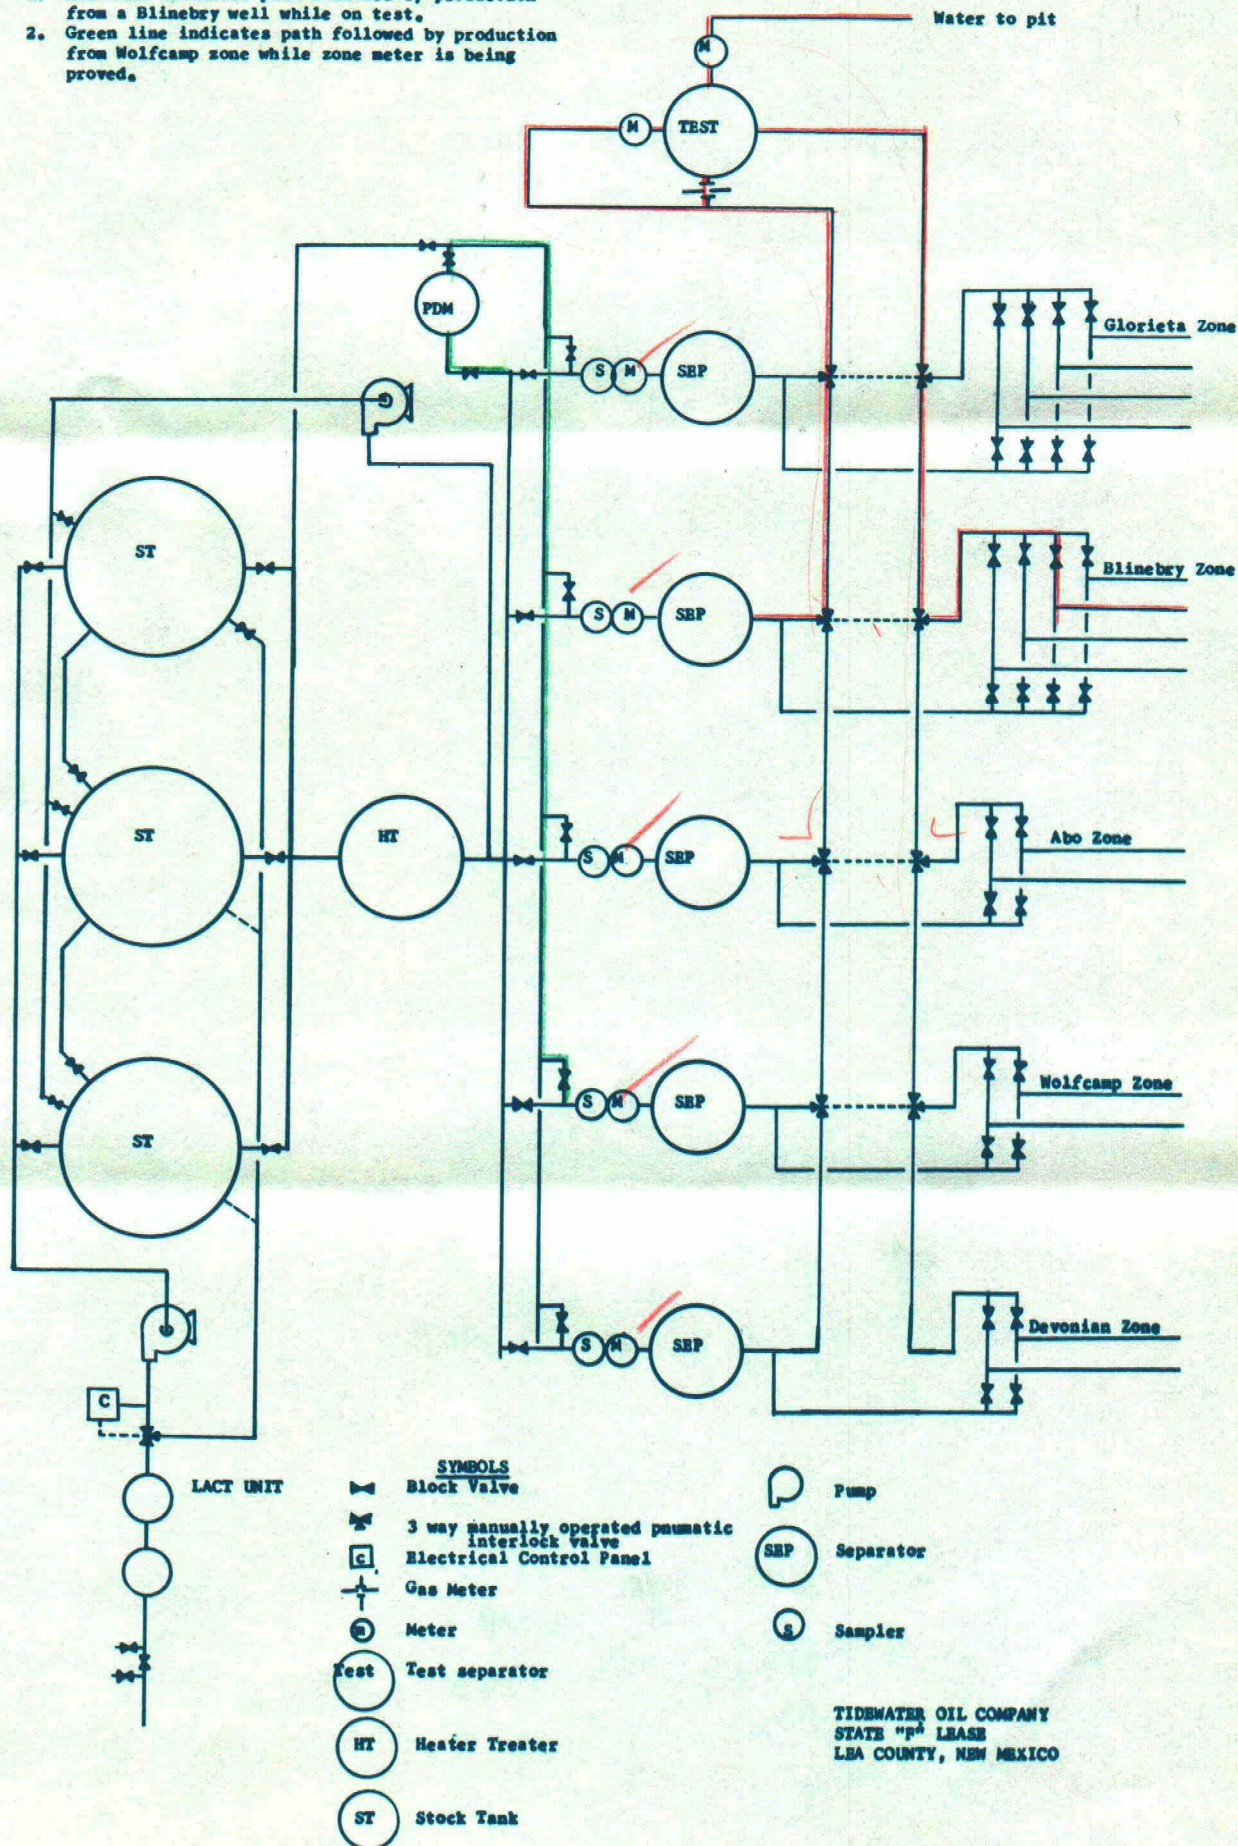 from a Blinebry well while on test.
2. Green line indicates path followed by production
from Wolfcamp zone while zone meter is being
proved.
Water to pit
M
M
TEST
PDM
S
M
SEP
Glorieta Zone
ST
S
M
SEP
Blinebry Zone
ST
HT
S
M
SEP
Abo Zone
S
M
SEP
Wolfcamp Zone
ST
S
M
SEP
Devonian Zone
C
LACT UNIT
SYMBOLS
Block Valve
3 way manually operated pnumatic
interlock valve
C
Electrical Control Panel
Gas Meter
M
Meter
Test
Test separator
HT
Heater Treater
ST
Stock Tank
Pump
SEP
Separator
S
Sampler
TIDEWATER OIL COMPANY
STATE "F" LEASE
LEA COUNTY, NEW MEXICO